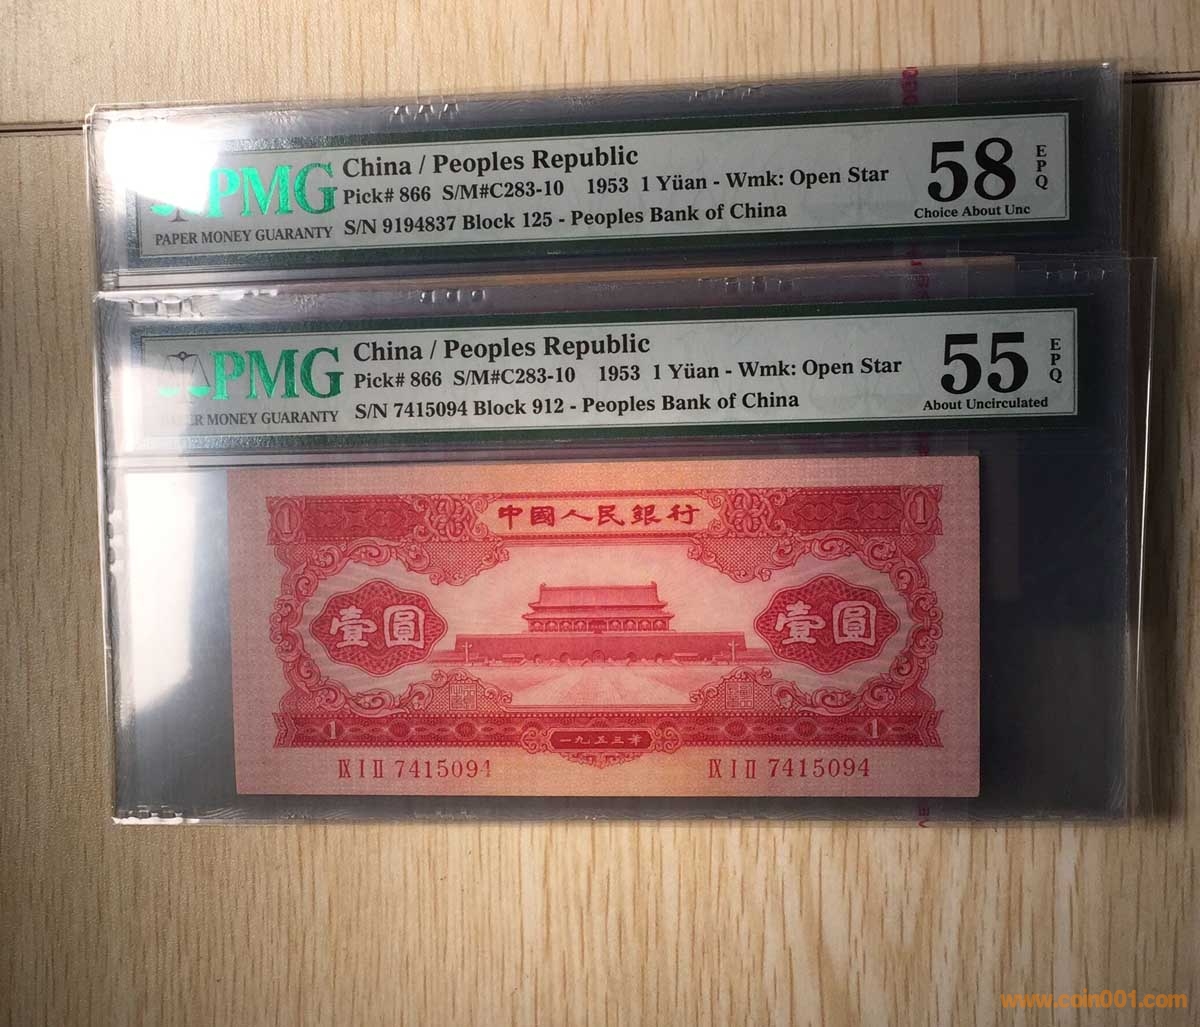 PMG
PAPER MONEY GUARANTY
China / Peoples Republic
Pick# 866 S/M#C283-10 1953 1 Yüan - Wmk: Open Star
S/N 9194837 Block 125 - Peoples Bank of China
58
EPQ
Choice About Unc
PMG
PAPER MONEY GUARANTY
China / Peoples Republic
Pick# 866 S/M#C283-10 1953 1 Yüan - Wmk: Open Star
S/N 7415094 Block 912 - Peoples Bank of China
55
EPQ
About Uncirculated
1 中國人民銀行 1
壹圓 壹圓
1 一九五三年 1
IX I II 7415094 IX I II 7415094
www.coin001.com